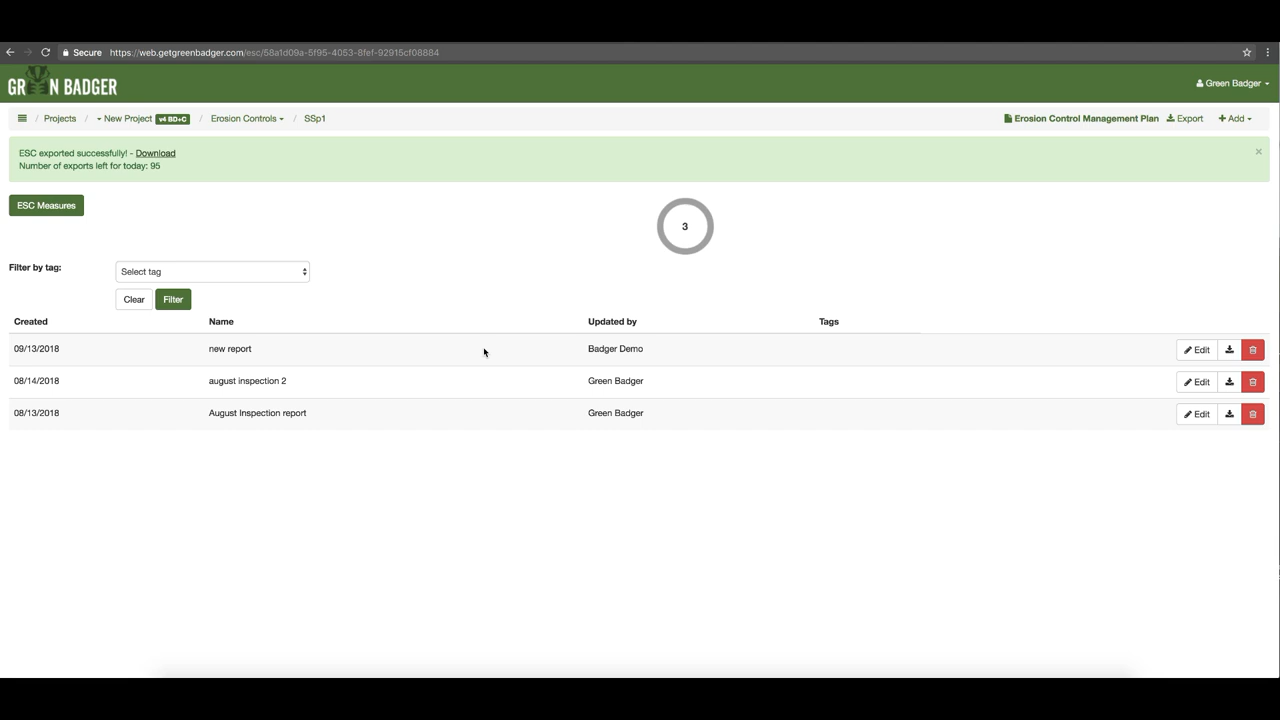 Secure https://web.getgreenbadger.com/esc/58a1d09a-5f95-4053-8fef-92915cf08884
GREEN BADGER
Green Badger
/ Projects / New Project v4 BD+C / Erosion Controls / SSp1
Erosion Control Management Plan Export + Add
ESC exported successfully! - Download
Number of exports left for today: 95
×
ESC Measures
3
Filter by tag:
Select tag
Clear Filter
Created Name Updated by Tags
09/13/2018 new report Badger Demo Edit
08/14/2018 august inspection 2 Green Badger Edit
08/13/2018 August Inspection report Green Badger Edit